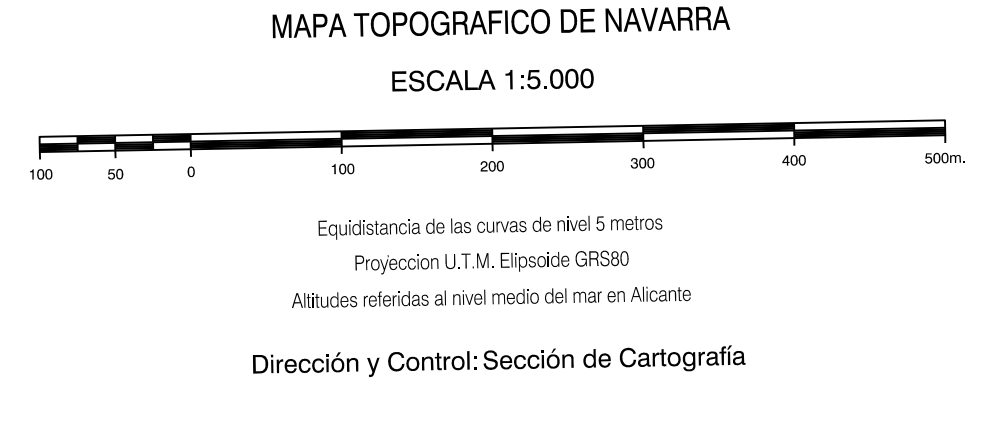 MAPA TOPOGRAFICO DE NAVARRA
ESCALA 1:5.000
100 50 0 100 200 300 400 500m.
Equidistancia de las curvas de nivel 5 metros
Proyeccion U.T.M. Elipsoide GRS80
Altitudes referidas al nivel medio del mar en Alicante
Dirección y Control: Sección de Cartografía